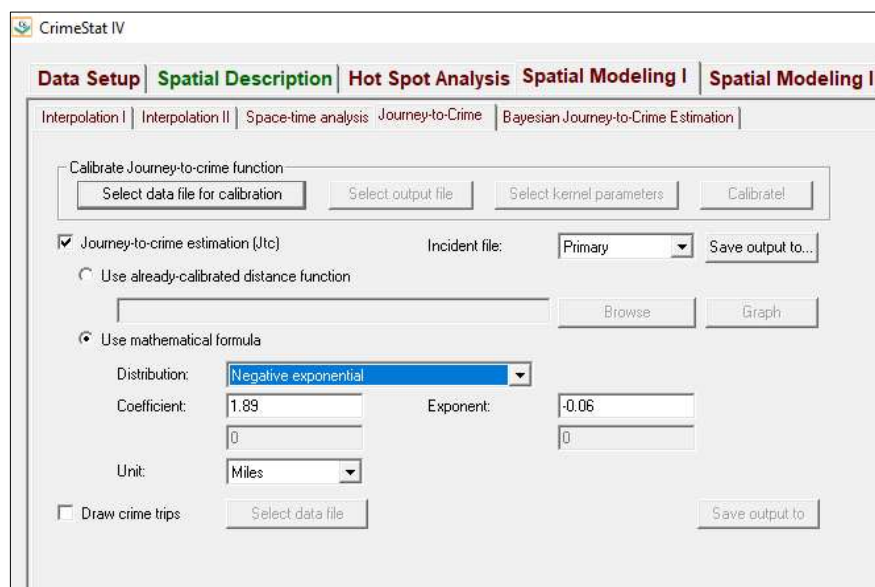 CrimeStat IV
Data Setup Spatial Description Hot Spot Analysis Spatial Modeling I Spatial Modeling I
Interpolation I Interpolation II Space-time analysis Journey-to-Crime Bayesian Journey-to-Crime Estimation
Calibrate Journey-to-crime function
Select data file for calibration Select output file Select kernel parameters Calibrate!
Journey-to-crime estimation (Jtc) Incident file: Primary Save output to...
Use already-calibrated distance function
Browse Graph
Use mathematical formula
Distribution: Negative exponential
Coefficient: 1.89 Exponent: -0.06
0 0
Unit: Miles
Draw crime trips Select data file Save output to